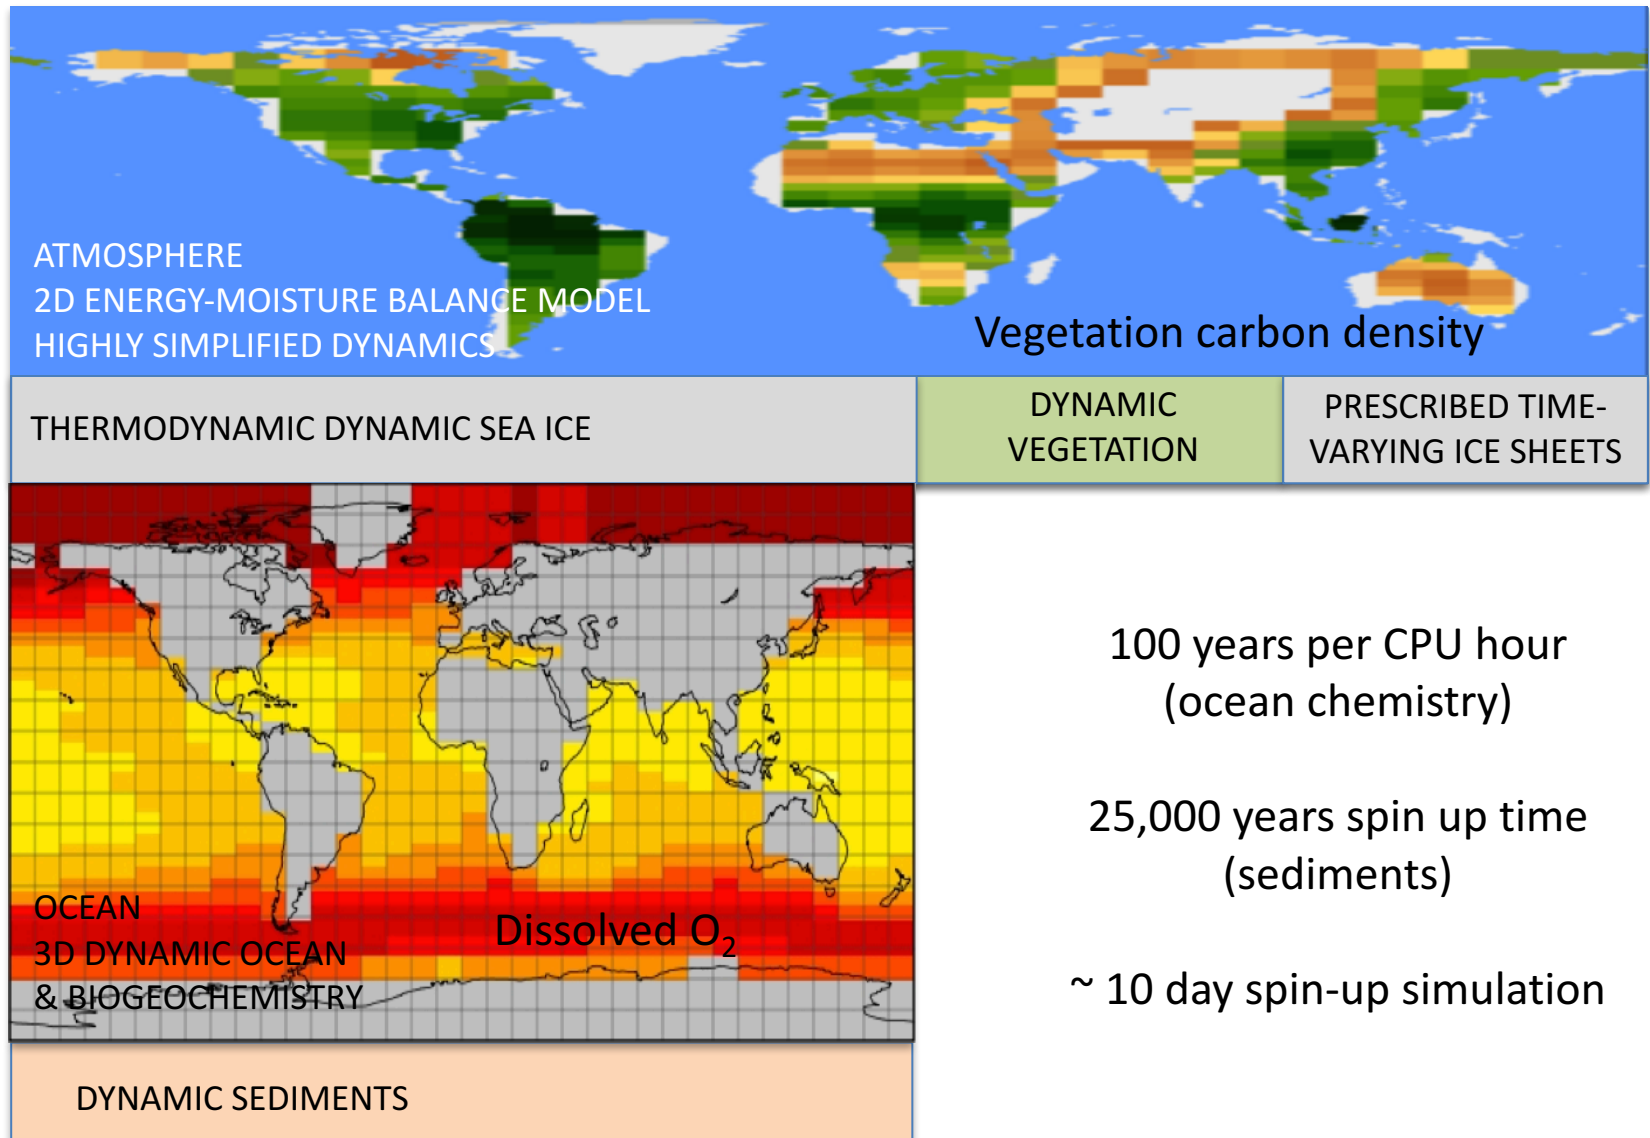 ATMOSPHERE
2D ENERGY-MOISTURE BALANCE MODEL
HIGHLY SIMPLIFIED DYNAMICS
Vegetation carbon density
THERMODYNAMIC DYNAMIC SEA ICE
DYNAMIC
VEGETATION
PRESCRIBED TIME-
VARYING ICE SHEETS
OCEAN
3D DYNAMIC OCEAN
& BIOGEOCHEMISTRY
Dissolved O₂
100 years per CPU hour
(ocean chemistry)
25,000 years spin up time
(sediments)
~ 10 day spin-up simulation
DYNAMIC SEDIMENTS